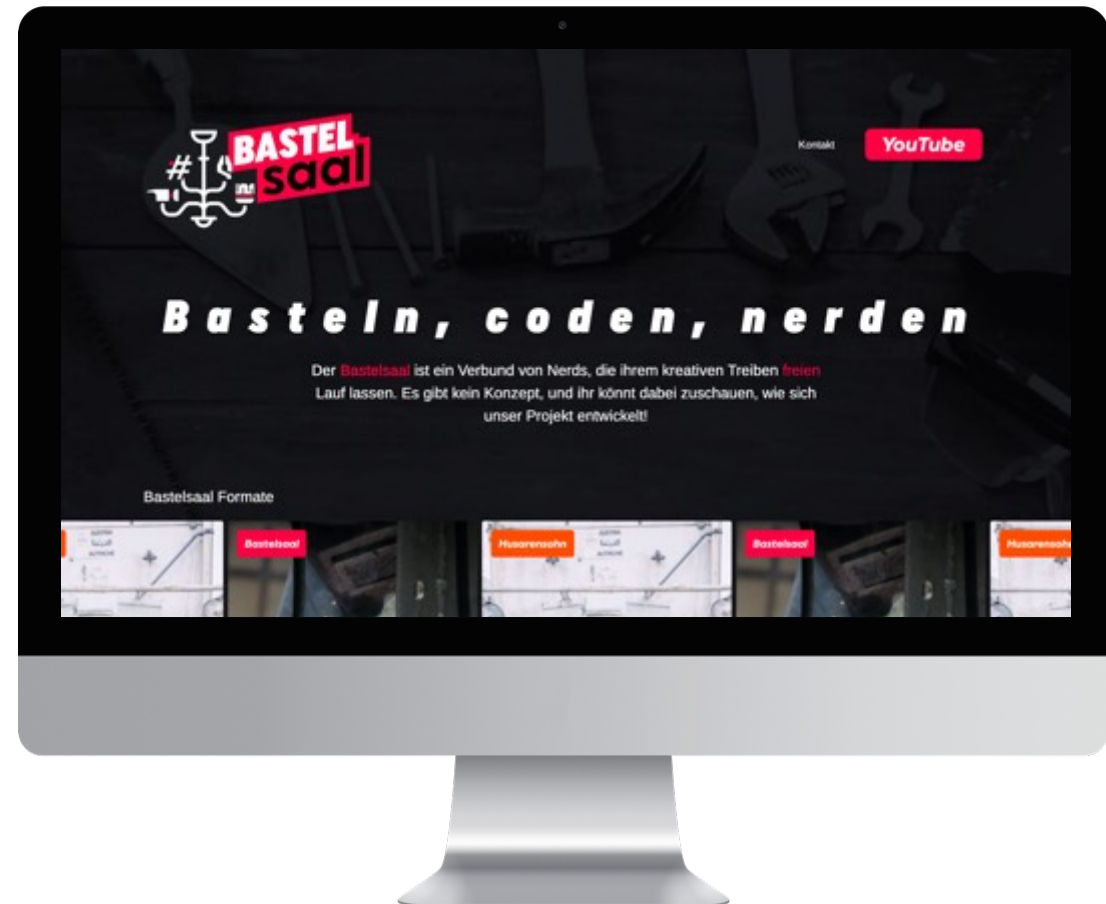 BASTEL
saal
#
Kontakt
YouTube
Basteln, coden, nerden
Der Bastelsaal ist ein Verbund von Nerds, die ihrem kreativen Treiben freien
Lauf lassen. Es gibt kein Konzept, und ihr könnt dabei zuschauen, wie sich
unser Projekt entwickelt!
Bastelsaal Formate
Bastelsaal
Husarensohn
Bastelsaal
Husarensohn